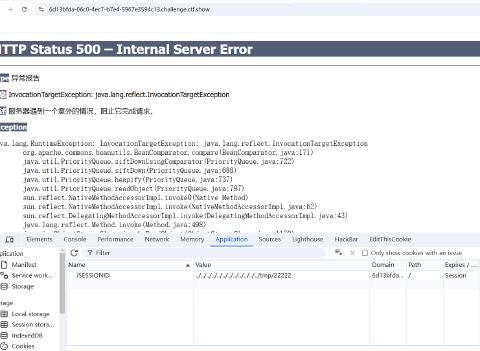 6d13bfda-06c0-4ec7-b7e4-5967e3594c13.challenge.ctf.show
HTTP Status 500 – Internal Server Error
异常报告
InvocationTargetException: java.lang.reflect.InvocationTargetException
服务器遇到一个意外的情况，阻止它完成请求。
xception
ava.lang.RuntimeException: InvocationTargetException: java.lang.reflect.InvocationTargetException
org.apache.commons.beanutils.BeanComparator.compare(BeanComparator.java:171)
java.util.PriorityQueue.siftDownUsingComparator(PriorityQueue.java:722)
java.util.PriorityQueue.siftDown(PriorityQueue.java:688)
java.util.PriorityQueue.heapify(PriorityQueue.java:737)
java.util.PriorityQueue.readObject(PriorityQueue.java:797)
sun.reflect.NativeMethodAccessorImpl.invoke0(Native Method)
sun.reflect.NativeMethodAccessorImpl.invoke(NativeMethodAccessorImpl.java:62)
sun.reflect.DelegatingMethodAccessorImpl.invoke(DelegatingMethodAccessorImpl.java:43)
java.lang.reflect.Method.invoke(Method.java:498)
Elements Console Performance Network Memory Application Sources Lighthouse HackBar EditThisCookie
plication
Filter
Only show cookies with an issue
Manifest
Name Value Domain Path Expires / ...
Service work...
JSESSIONID /tmp/22222 6d13bfda... / Session
Storage
rage
Local storage
Session stora...
IndexedDB
Cookies